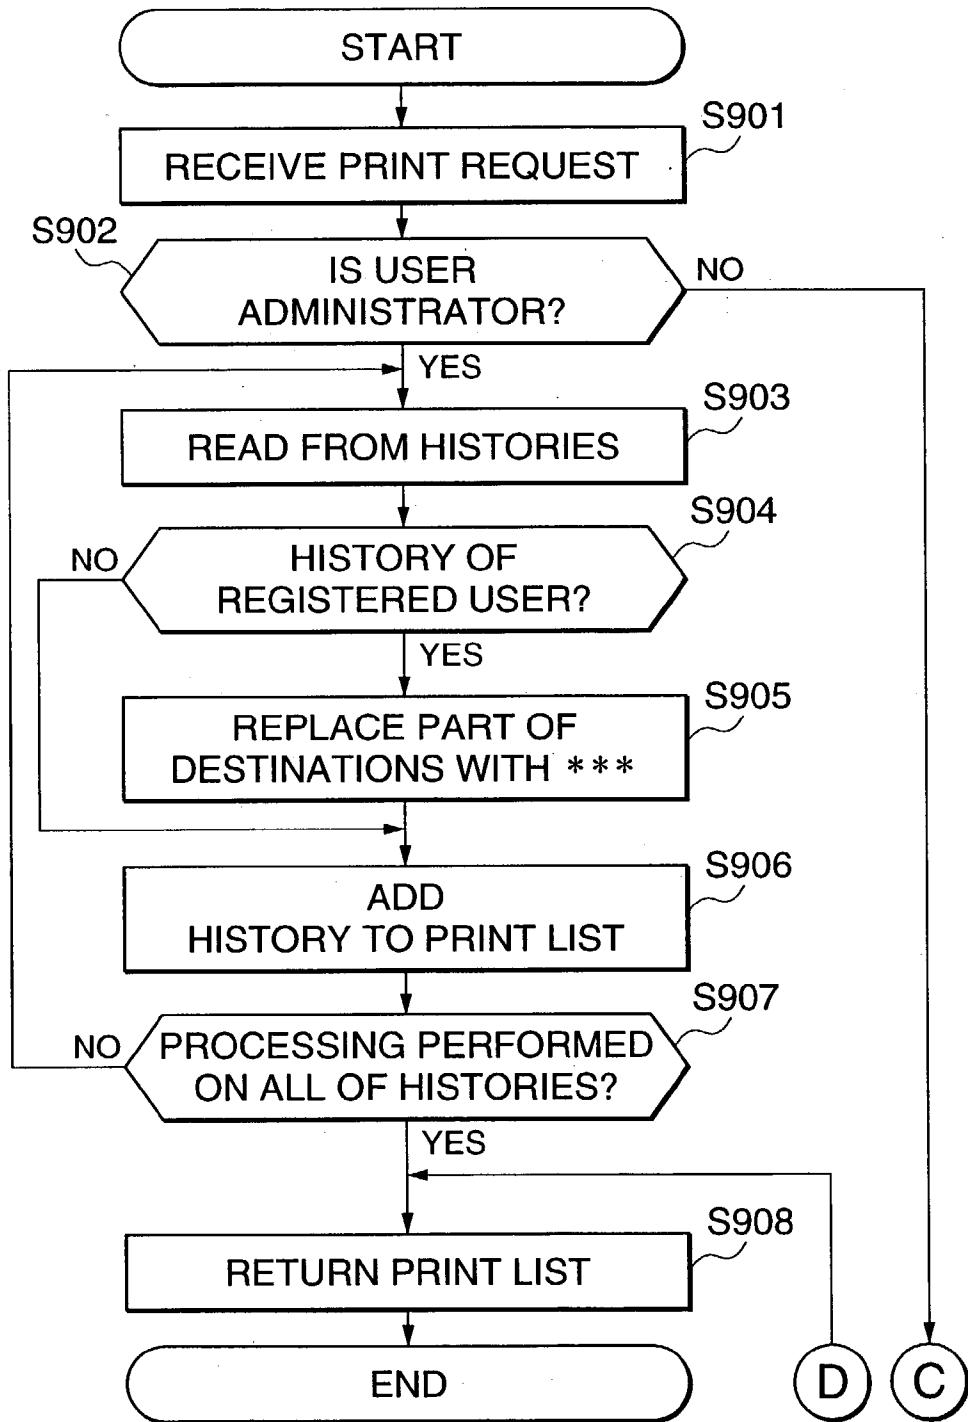 START
S901
RECEIVE PRINT REQUEST
S902
IS USER
ADMINISTRATOR?
NO
YES
S903
READ FROM HISTORIES
S904
NO
HISTORY OF
REGISTERED USER?
YES
S905
REPLACE PART OF
DESTINATIONS WITH ***
S906
ADD
HISTORY TO PRINT LIST
S907
NO
PROCESSING PERFORMED
ON ALL OF HISTORIES?
YES
S908
RETURN PRINT LIST
END
D
C